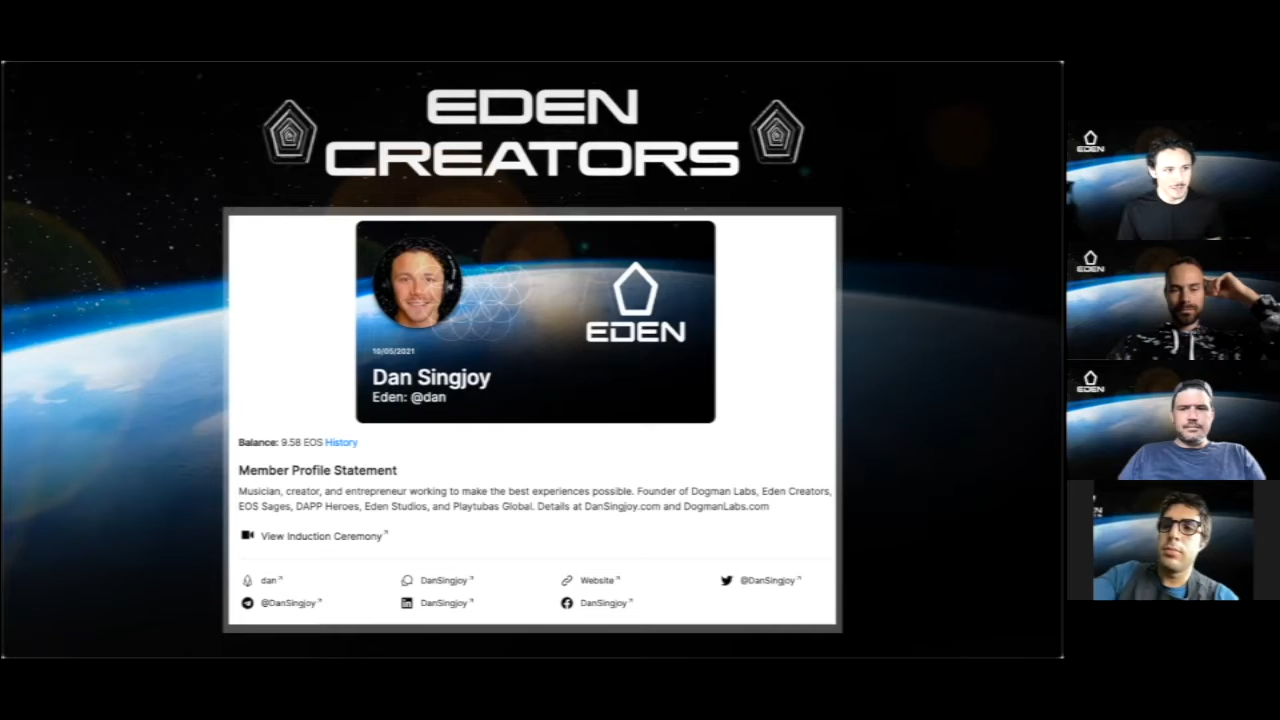 EDEN
CREATORS
EDEN
10/05/2021
Dan Singjoy
Eden: @dan
Balance: 9.58 EOS History
Member Profile Statement
Musician, creator, and entrepreneur working to make the best experiences possible. Founder of Dogman Labs, Eden Creators,
EOS Sages, DAPP Heroes, Eden Studios, and Playtubas Global. Details at DanSingjoy.com and DogmanLabs.com
View Induction Ceremony
dan
DanSingjoy
Website
@DanSingjoy
@DanSingjoy
DanSingjoy
DanSingjoy
EDEN
EDEN
EDEN